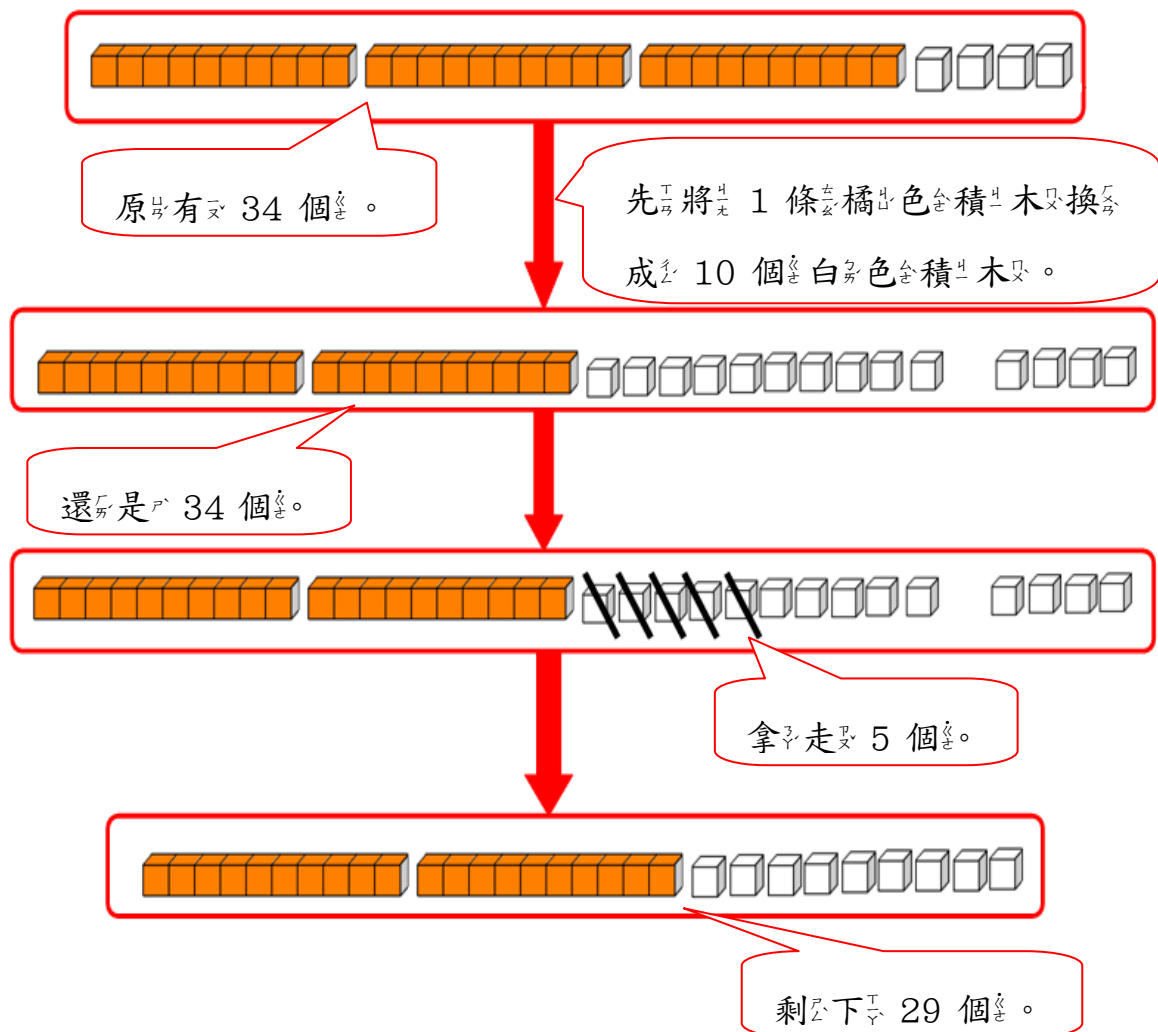 原有 34 個。
先將 1 條橘色積木換
成 10 個白色積木。
還是 34 個。
拿走 5 個。
剩下 29 個。